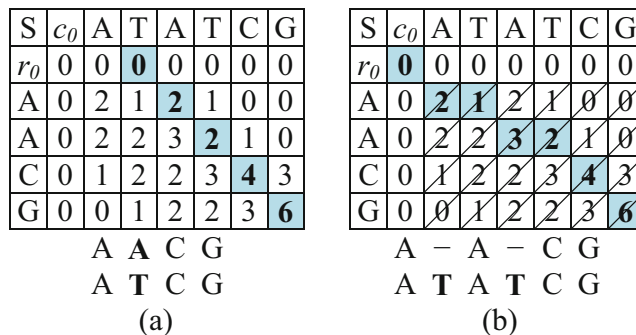 S c0 A T A T C G
r0 0 0 0 0 0 0 0
A 0 2 1 2 1 0 0
A 0 2 2 3 2 1 0
C 0 1 2 2 3 4 3
G 0 0 1 2 2 3 6
A A C G
A T C G
(a)
S c0 A T A T C G
r0 0 0 0 0 0 0 0
A 0 2 1 2 1 0 0
A 0 2 2 3 2 1 0
C 0 1 2 2 3 4 3
G 0 0 1 2 2 3 6
A – A – C G
A T A T C G
(b)